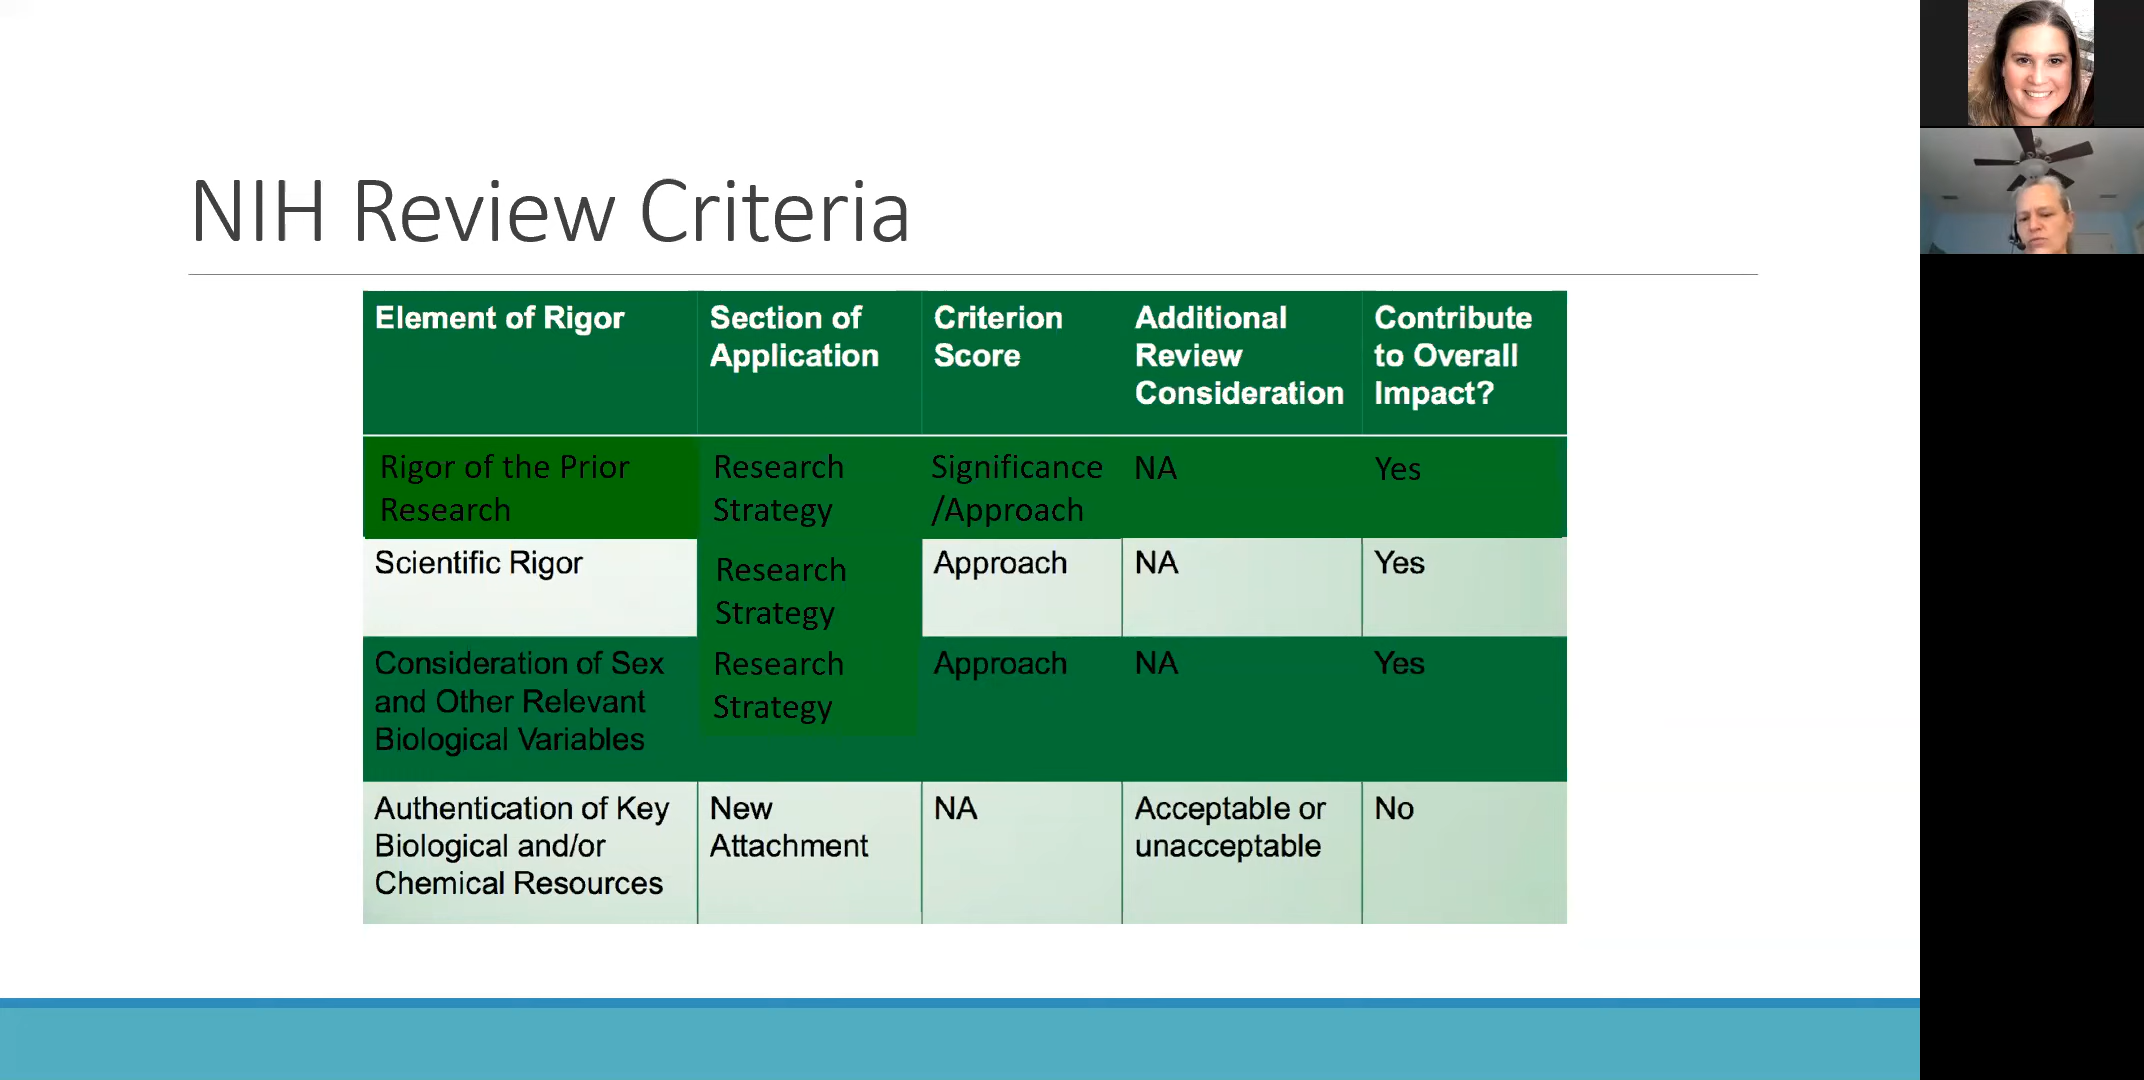 NIH Review Criteria
Element of Rigor
Section of
Application
Criterion
Score
Additional
Review
Consideration
Contribute
to Overall
Impact?
Rigor of the Prior
Research
Research
Strategy
Significance
/Approach
NA
Yes
Scientific Rigor
Research
Strategy
Approach
NA
Yes
Consideration of Sex
and Other Relevant
Biological Variables
Research
Strategy
Approach
NA
Yes
Authentication of Key
Biological and/or
Chemical Resources
New
Attachment
NA
Acceptable or
unacceptable
No